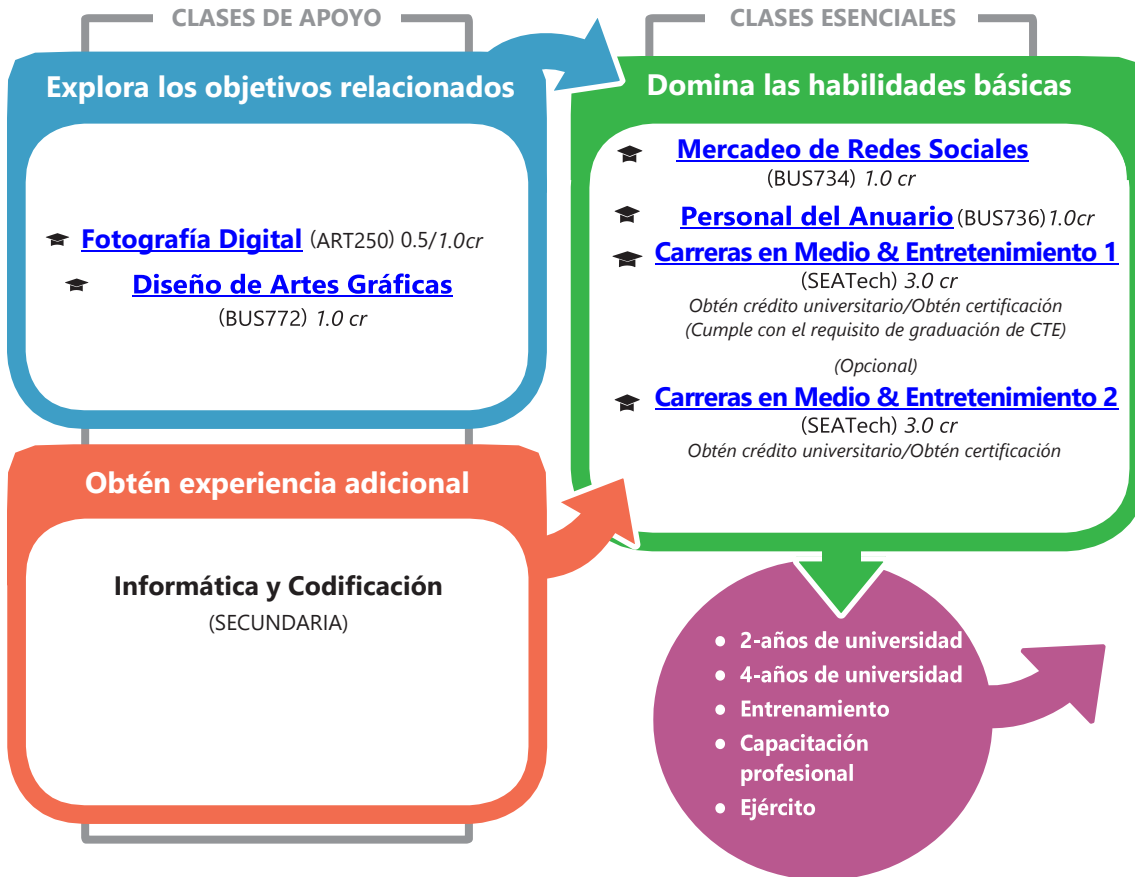 CLASES DE APOYO
Explora los objetivos relacionados
Fotografía Digital (ART250) 0.5/1.0cr
Diseño de Artes Gráficas
(BUS772) 1.0 cr
Obtén experiencia adicional
Informática y Codificación
(SECUNDARIA)
CLASES ESENCIALES
Domina las habilidades básicas
Mercadeo de Redes Sociales
(BUS734) 1.0 cr
Personal del Anuario (BUS736) 1.0cr
Carreras en Medio & Entretenimiento 1
(SEATech) 3.0 cr
Obtén crédito universitario/Obtén certificación
(Cumple con el requisito de graduación de CTE)
(Opcional)
Carreras en Medio & Entretenimiento 2
(SEATech) 3.0 cr
Obtén crédito universitario/Obtén certificación
• 2-años de universidad
• 4-años de universidad
• Entrenamiento
• Capacitación
profesional
• Ejército